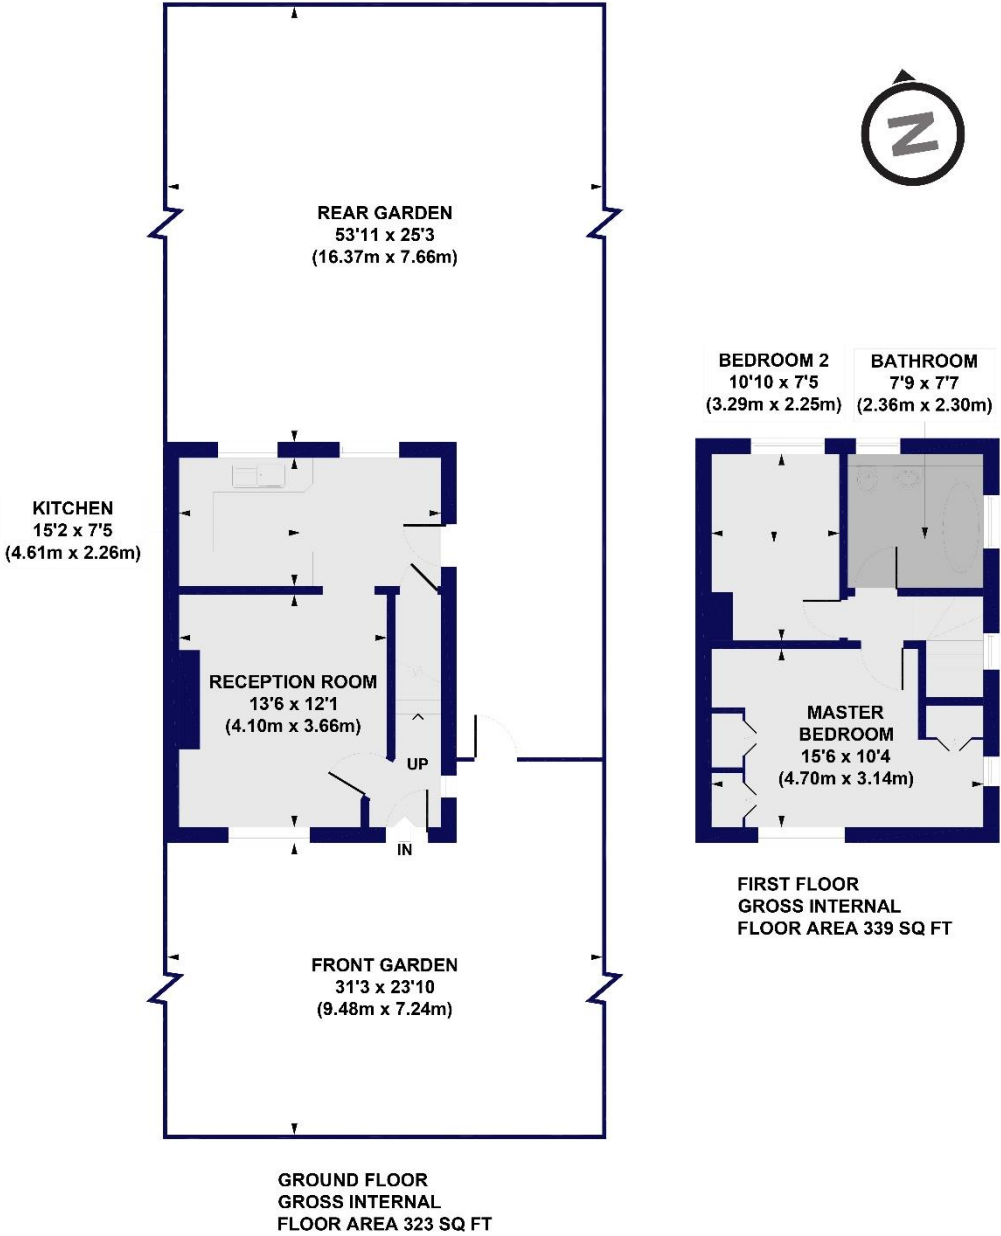 N
REAR GARDEN
53'11 x 25'3
(16.37m x 7.66m)
BEDROOM 2
10'10 x 7'5
(3.29m x 2.25m)
BATHROOM
7'9 x 7'7
(2.36m x 2.30m)
KITCHEN
15'2 x 7'5
(4.61m x 2.26m)
RECEPTION ROOM
13'6 x 12'1
(4.10m x 3.66m)
UP
IN
MASTER
BEDROOM
15'6 x 10'4
(4.70m x 3.14m)
FIRST FLOOR
GROSS INTERNAL
FLOOR AREA 339 SQ FT
FRONT GARDEN
31'3 x 23'10
(9.48m x 7.24m)
GROUND FLOOR
GROSS INTERNAL
FLOOR AREA 323 SQ FT